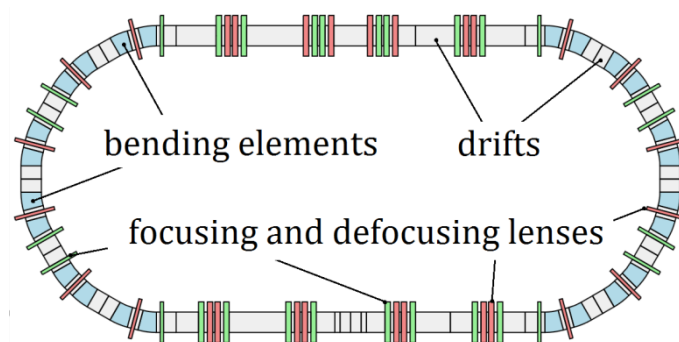 bending elements
drifts
focusing and defocusing lenses